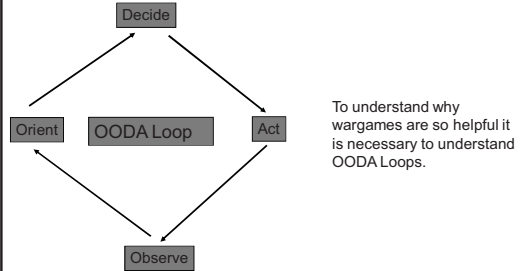 Decide
Orient
OODA Loop
Act
Observe
To understand why
wargames are so helpful it
is necessary to understand
OODA Loops.